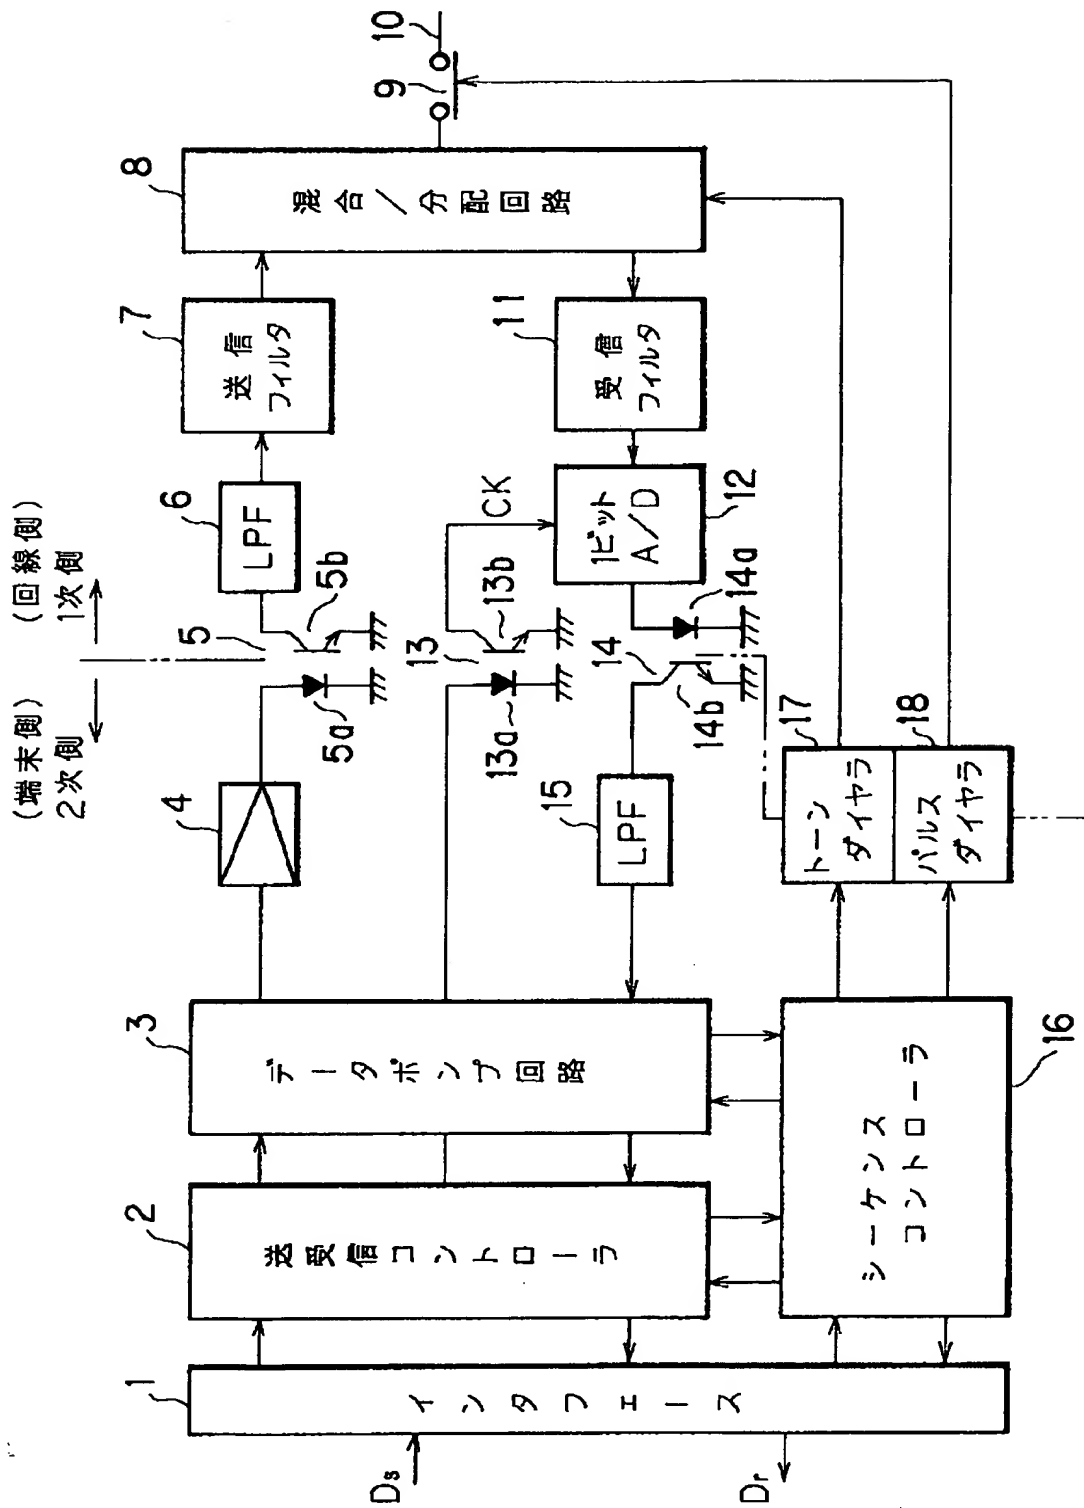 (端末側)
2次側
(回線側)
1次側
1
インタフェース
Ds
Dr
2
送受信コントローラ
3
データポンプ回路
4
5
5a
5b
6
LPF
7
送信
フィルタ
8
混合/分配回路
9
10
11
受信
フィルタ
12
1ビット
A/D
CK
13
13a
13b
14
14a
14b
15
LPF
16
シーケンス
コントローラ
17
トーン
ダイヤラ
18
パルス
ダイヤラ